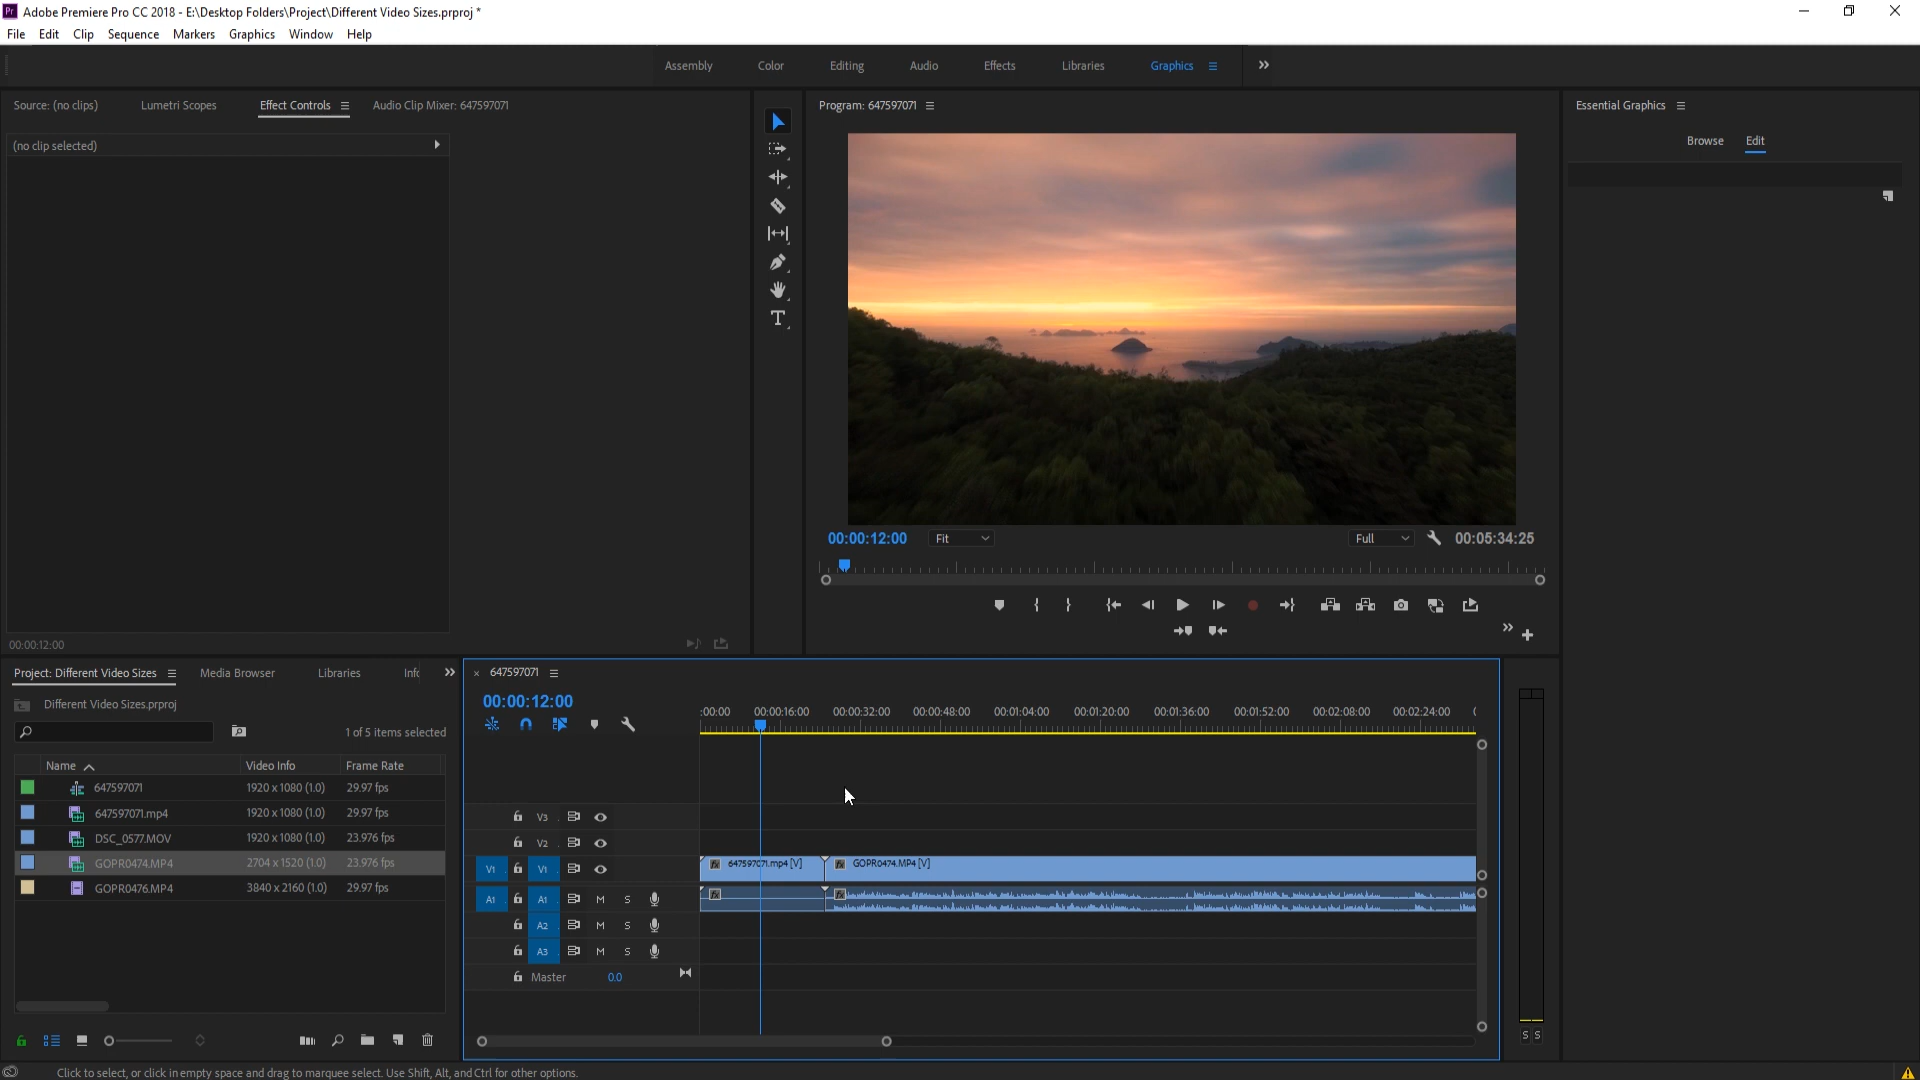 Pr Adobe Premiere Pro CC 2018 - E:\Desktop Folders\Project\Different Video Sizes.prproj *
File Edit Clip Sequence Markers Graphics Window Help
Assembly Color Editing Audio Effects Libraries Graphics
Source: (no clips) Lumetri Scopes Effect Controls Audio Clip Mixer: 647597071
(no clip selected)
00:00:12:00
Program: 647597071
00:00:12:00 Fit Full 00:05:34:25
Essential Graphics
Browse Edit
Project: Different Video Sizes Media Browser Libraries Info
Different Video Sizes.prproj
1 of 5 items selected
Name Video Info Frame Rate
647597071 1920 x 1080 (1.0) 29.97 fps
647597071.mp4 1920 x 1080 (1.0) 29.97 fps
DSC_0577.MOV 1920 x 1080 (1.0) 23.976 fps
GOPR0474.MP4 2704 x 1520 (1.0) 23.976 fps
GOPR0476.MP4 3840 x 2160 (1.0) 29.97 fps
× 647597071
00:00:12:00
:00:00 00:00:16:00 00:00:32:00 00:00:48:00 00:01:04:00 00:01:20:00 00:01:36:00 00:01:52:00 00:02:08:00 00:02:24:00
V3
V2
V1 V1 fx 647597071.mp4 [V] fx GOPR0474.MP4 [V]
A1 A1 M S fx fx
A2 M S
A3 M S
Master 0.0
S S
Click to select, or click in empty space and drag to marquee select. Use Shift, Alt, and Ctrl for other options.